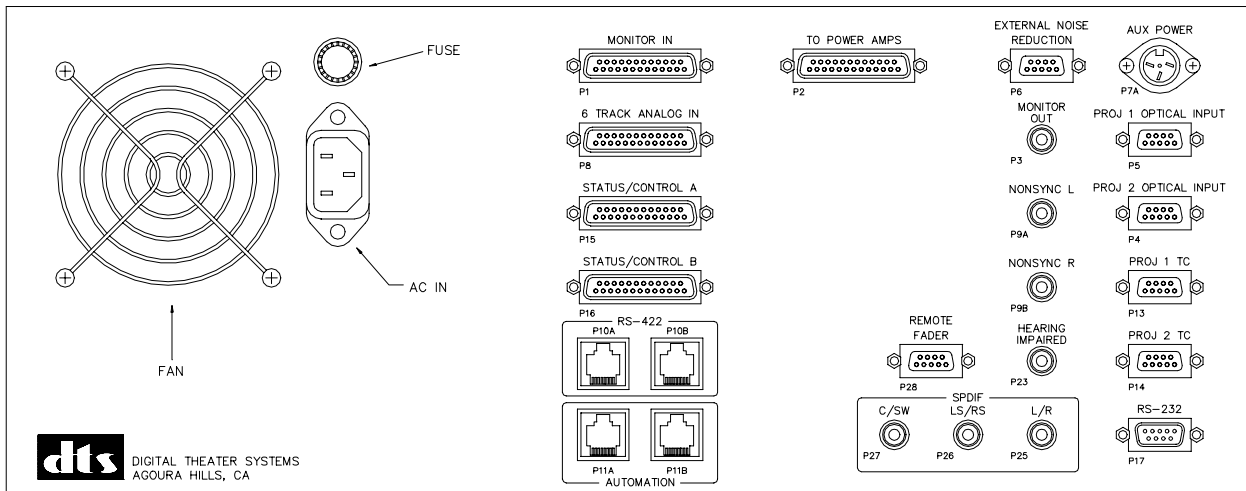 FUSE
AC IN
FAN
dts
DIGITAL THEATER SYSTEMS
AGOURA HILLS, CA
MONITOR IN
P1
6 TRACK ANALOG IN
P8
STATUS/CONTROL A
P15
STATUS/CONTROL B
P16
RS-422
P10A
P10B
P11A
P11B
AUTOMATION
TO POWER AMPS
P2
EXTERNAL NOISE
REDUCTION
P6
AUX POWER
P7A
MONITOR
OUT
P3
PROJ 1 OPTICAL INPUT
P5
NONSYNC L
P9A
PROJ 2 OPTICAL INPUT
P4
NONSYNC R
P9B
PROJ 1 TC
P13
REMOTE
FADER
P28
HEARING
IMPAIRED
P23
PROJ 2 TC
P14
SPDIF
C/SW
P27
LS/RS
P26
L/R
P25
RS-232
P17